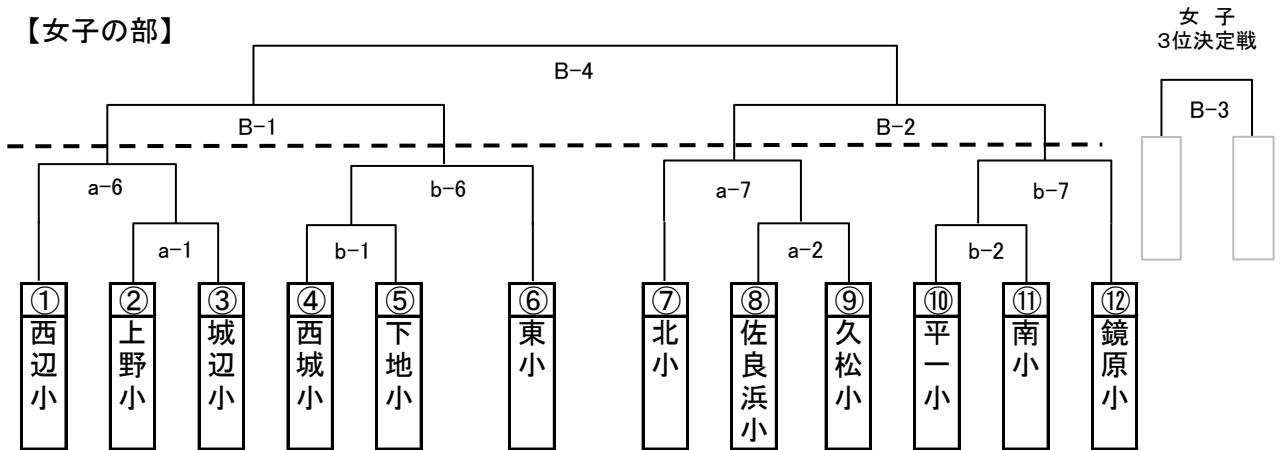 【女子の部】
女 子
3位決定戦
B-4
B-3
B-1
B-2
a-6
b-6
a-7
b-7
a-1
b-1
a-2
b-2
① 西辺小
② 上野小
③ 城辺小
④ 西城小
⑤ 下地小
⑥ 東小
⑦ 北小
⑧ 佐良浜小
⑨ 久松小
⑩ 平一小
⑪ 南小
⑫ 鏡原小